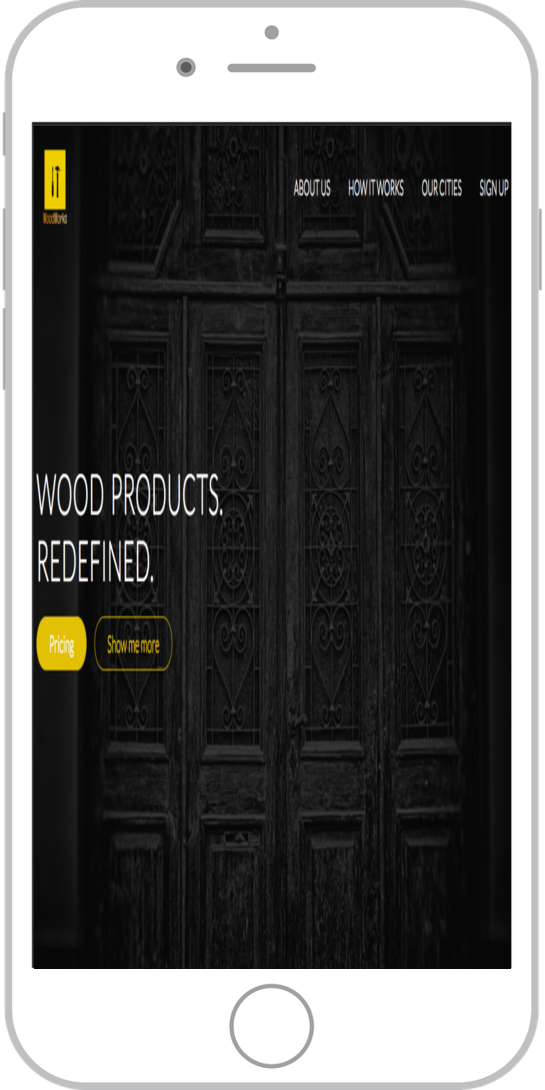 WoodWorks
ABOUT US HOW IT WORKS OUR CITIES SIGN UP
WOOD PRODUCTS.
REDEFINED.
Pricing Show me more